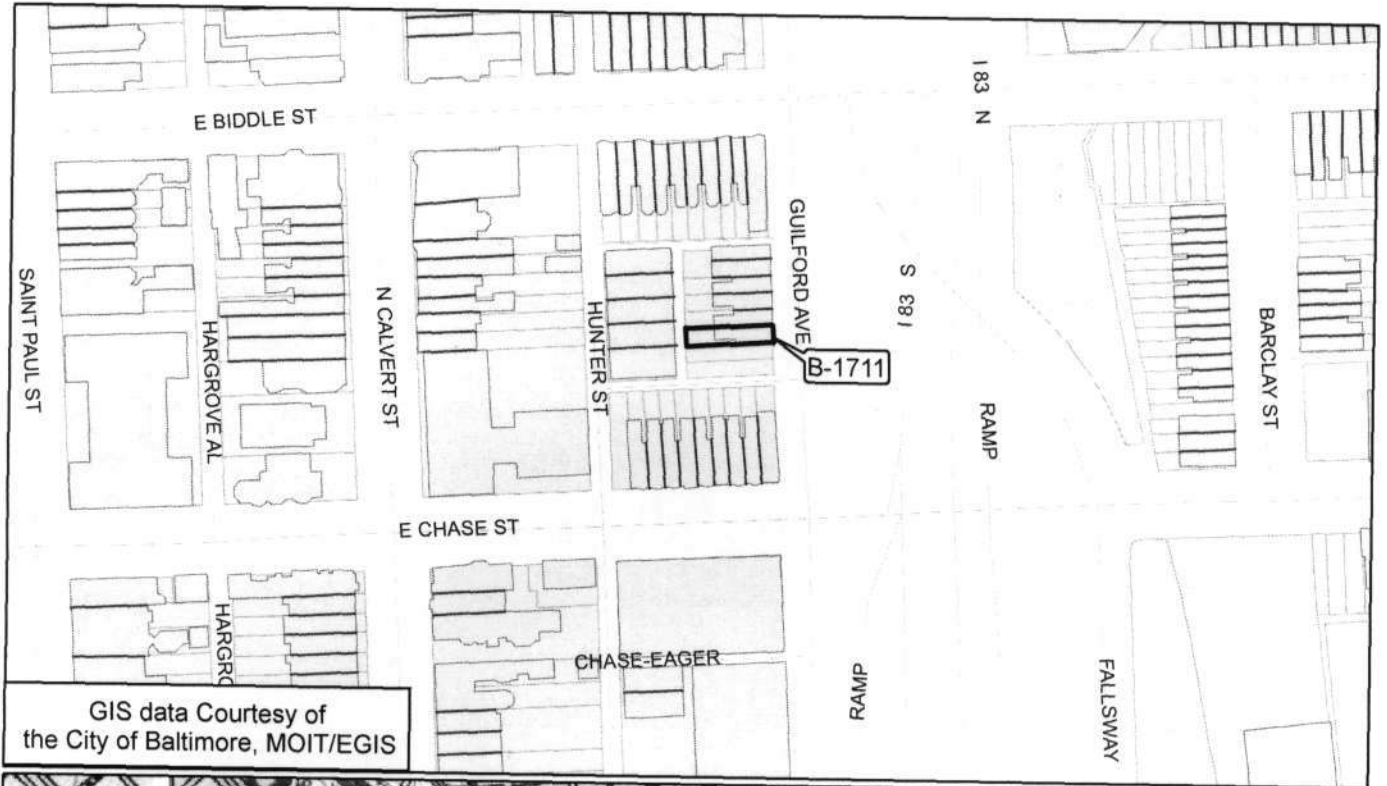 I 83 N
E BIDDLE ST
SAINT PAUL ST
HARGROVE AL
N CALVERT ST
HUNTER ST
GUILFORD AVE
I 83 S
B-1711
RAMP
BARCLAY ST
E CHASE ST
HARGRO
CHASE-EAGER
RAMP
FALLSWAY
GIS data Courtesy of
the City of Baltimore, MOIT/EGIS